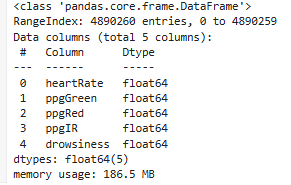 <class 'pandas.core.frame.DataFrame'>
RangeIndex: 4890260 entries, 0 to 4890259
Data columns (total 5 columns):
 #   Column      Dtype
---  ------      -----
 0   heartRate   float64
 1   ppgGreen    float64
 2   ppgRed      float64
 3   ppgIR       float64
 4   drowsiness  float64
dtypes: float64(5)
memory usage: 186.5 MB